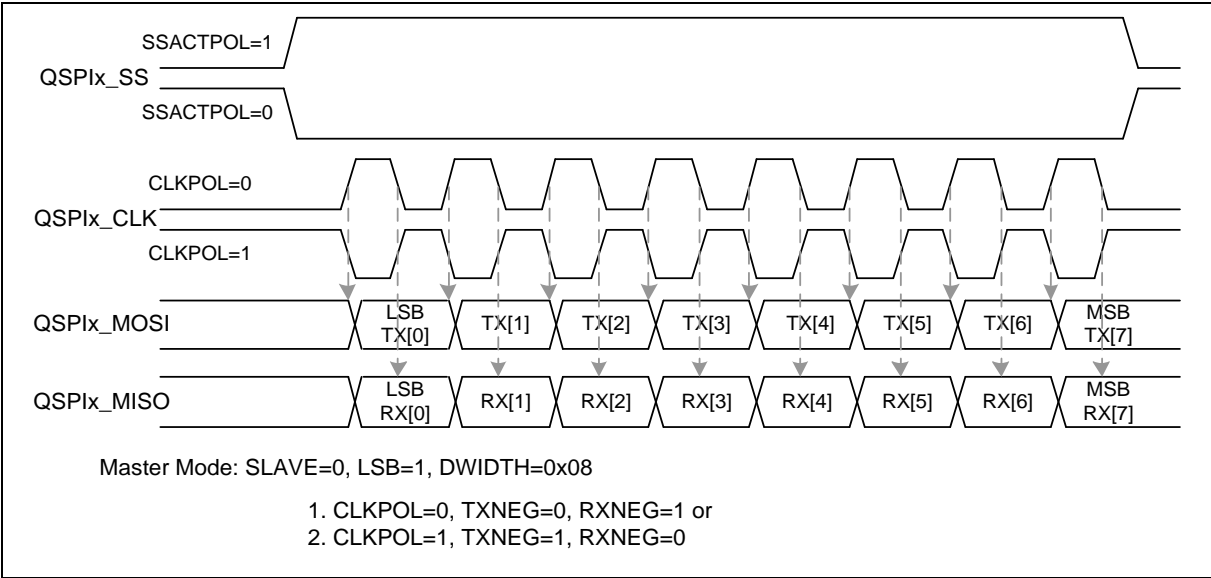 SSACTPOL=1
QSPIx_SS
SSACTPOL=0
CLKPOL=0
QSPIx_CLK
CLKPOL=1
QSPIx_MOSI LSB TX[0] TX[1] TX[2] TX[3] TX[4] TX[5] TX[6] MSB TX[7]
QSPIx_MISO LSB RX[0] RX[1] RX[2] RX[3] RX[4] RX[5] RX[6] MSB RX[7]
Master Mode: SLAVE=0, LSB=1, DWIDTH=0x08
1. CLKPOL=0, TXNEG=0, RXNEG=1 or
2. CLKPOL=1, TXNEG=1, RXNEG=0